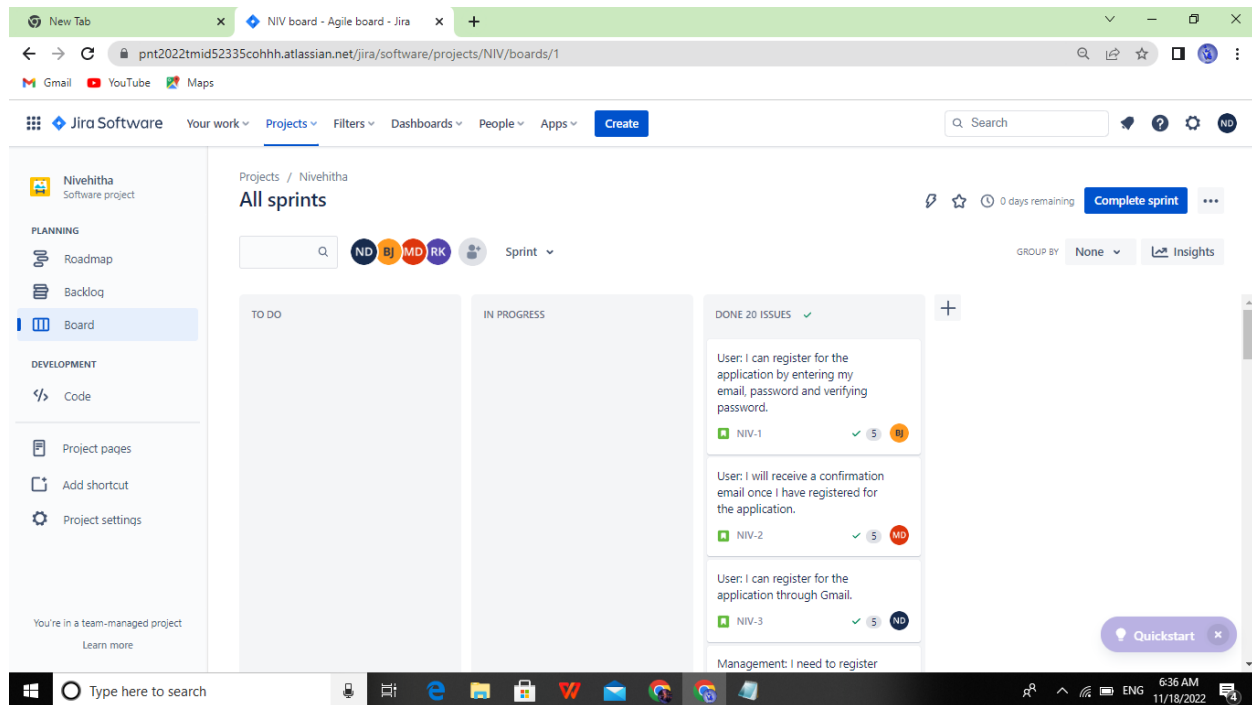 New Tab
NIV board - Agile board - Jira
pnt2022tmid52335cohhh.atlassian.net/jira/software/projects/NIV/boards/1
Gmail YouTube Maps
Jira Software Your work Projects Filters Dashboards People Apps Create Search ND
Nivehitha
Software project
PLANNING
Roadmap
Backlog
Board
DEVELOPMENT
Code
Project pages
Add shortcut
Project settings
You're in a team-managed project
Learn more
Projects / Nivehitha
All sprints
0 days remaining Complete sprint
ND BJ MD RK Sprint
GROUP BY None Insights
TO DO
IN PROGRESS
DONE 20 ISSUES
User: I can register for the
application by entering my
email, password and verifying
password.
NIV-1 5 BJ
User: I will receive a confirmation
email once I have registered for
the application.
NIV-2 5 MD
User: I can register for the
application through Gmail.
NIV-3 5 ND
Management: I need to register
Quickstart
Type here to search
ENG
6:36 AM
11/18/2022
4